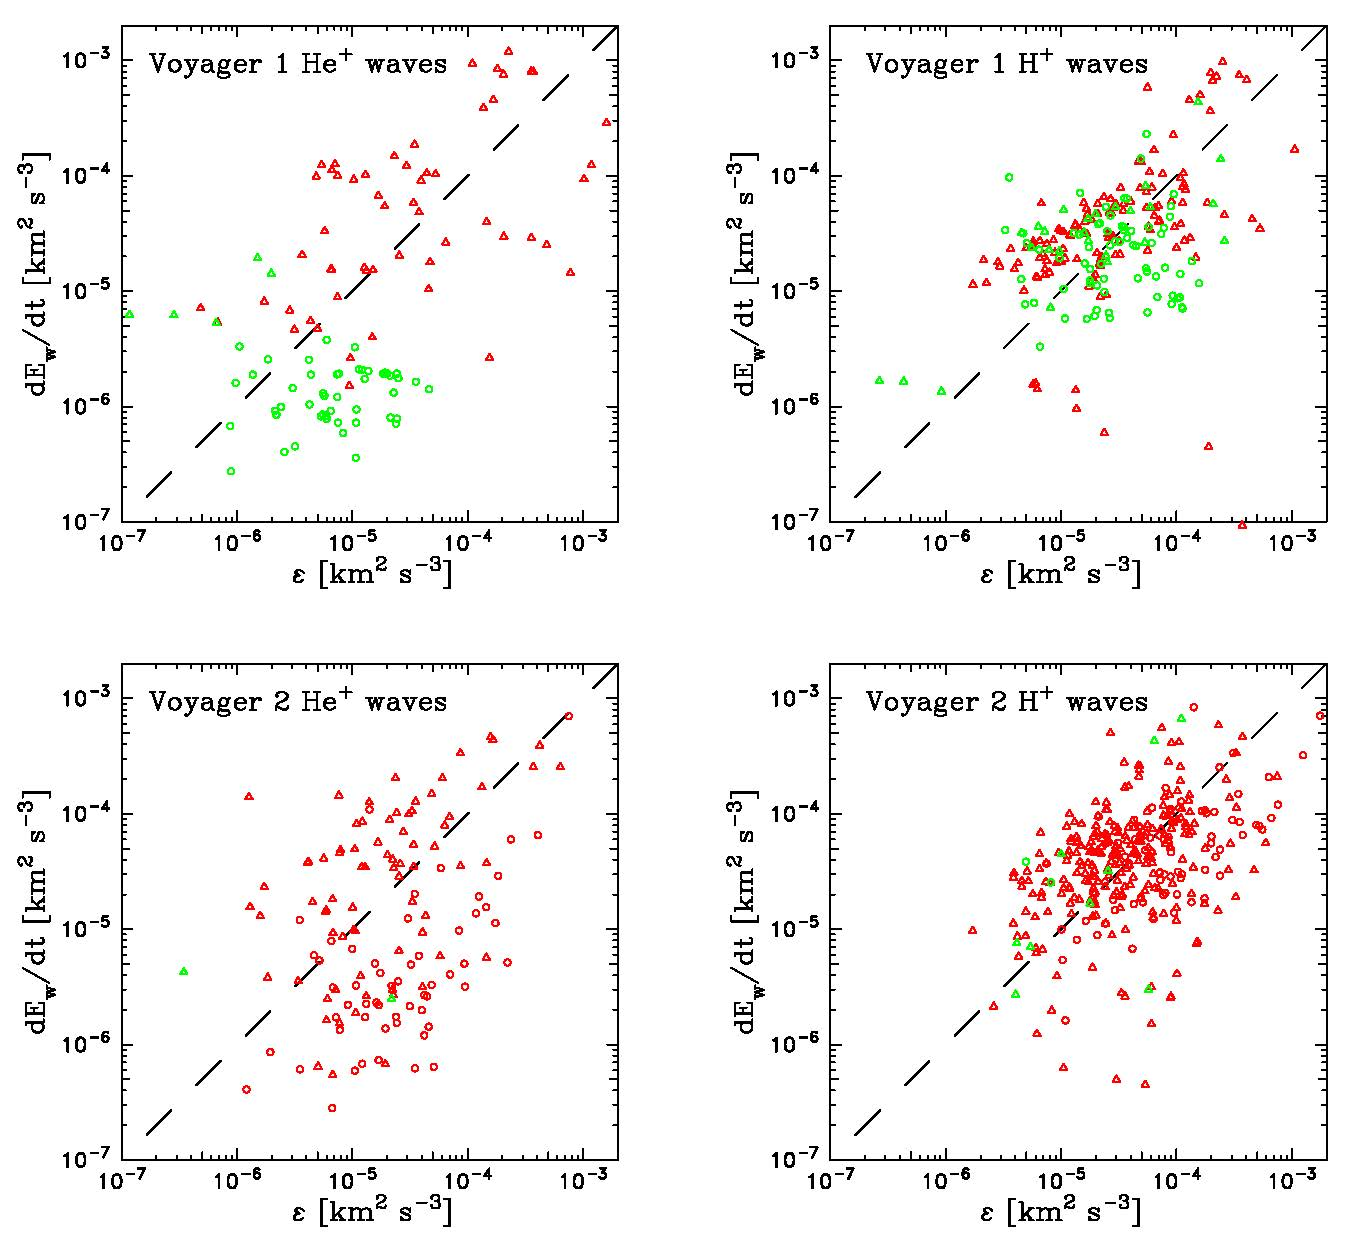 Voyager 1 He⁺ waves
10⁻³
10⁻⁴
10⁻⁵
10⁻⁶
10⁻⁷
dE_w/dt [km² s⁻³]
10⁻⁷ 10⁻⁶ 10⁻⁵ 10⁻⁴ 10⁻³
ε [km² s⁻³]
Voyager 1 H⁺ waves
10⁻³
10⁻⁴
10⁻⁵
10⁻⁶
10⁻⁷
dE_w/dt [km² s⁻³]
10⁻⁷ 10⁻⁶ 10⁻⁵ 10⁻⁴ 10⁻³
ε [km² s⁻³]
Voyager 2 He⁺ waves
10⁻³
10⁻⁴
10⁻⁵
10⁻⁶
10⁻⁷
dE_w/dt [km² s⁻³]
10⁻⁷ 10⁻⁶ 10⁻⁵ 10⁻⁴ 10⁻³
ε [km² s⁻³]
Voyager 2 H⁺ waves
10⁻³
10⁻⁴
10⁻⁵
10⁻⁶
10⁻⁷
dE_w/dt [km² s⁻³]
10⁻⁷ 10⁻⁶ 10⁻⁵ 10⁻⁴ 10⁻³
ε [km² s⁻³]